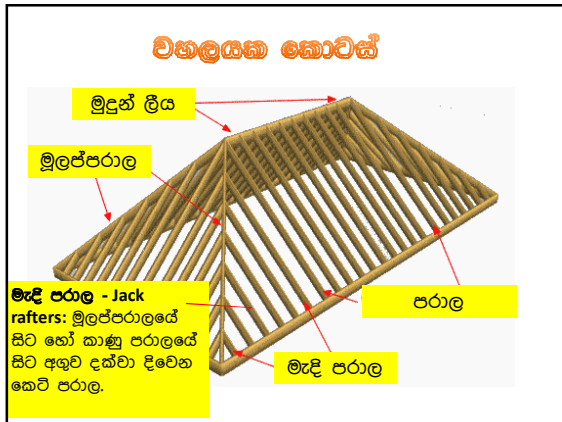 වහලයක කොටස්
මුදුන් ලීය
මූලප්පරාල
මැදි පරාල - Jack
rafters: මූලප්පරාලයේ
සිට හෝ කාණු පරාලයේ
සිට අගුව දක්වා දිවෙන
කෙටි පරාල.
පරාල
මැදි පරාල